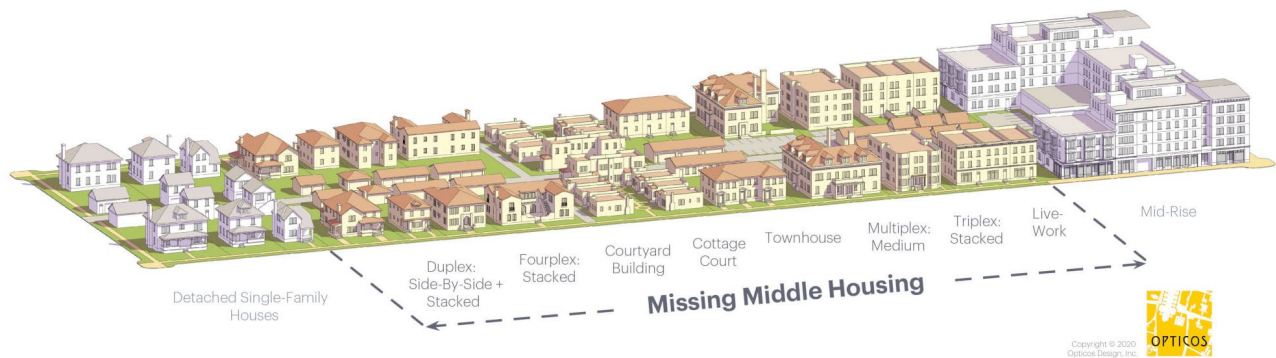 Detached Single-Family
Houses
Duplex:
Side-By-Side +
Stacked
Fourplex:
Stacked
Courtyard
Building
Cottage
Court
Townhouse
Multiplex:
Medium
Triplex:
Stacked
Live-
Work
Mid-Rise
Missing Middle Housing
Copyright © 2020
Opticos Design, Inc.
OPTICOS